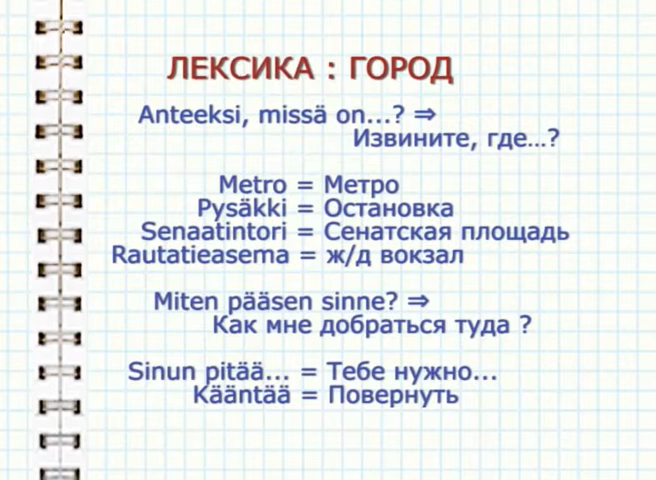 ЛЕКСИКА : ГОРОД
Anteeksi, missä on...? ⇒
Извините, где...?
Metro = Метро
Pysäkki = Остановка
Senaatintori = Сенатская площадь
Rautatieasema = ж/д вокзал
Miten pääsen sinne? ⇒
Как мне добраться туда ?
Sinun pitää... = Тебе нужно...
Kääntää = Повернуть